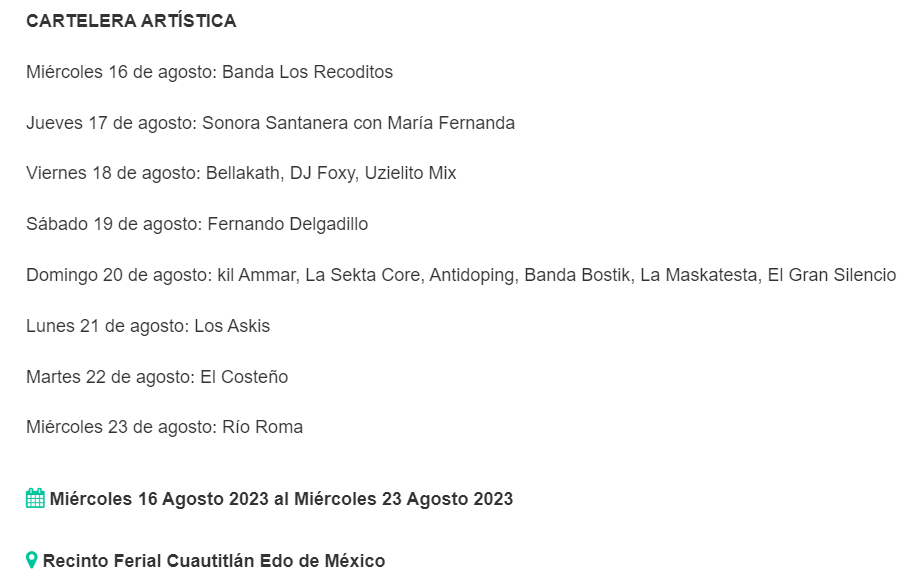 CARTELERA ARTÍSTICA
Miércoles 16 de agosto: Banda Los Recoditos
Jueves 17 de agosto: Sonora Santanera con María Fernanda
Viernes 18 de agosto: Bellakath, DJ Foxy, Uzielito Mix
Sábado 19 de agosto: Fernando Delgadillo
Domingo 20 de agosto: kil Ammar, La Sekta Core, Antidoping, Banda Bostik, La Maskatesta, El Gran Silencio
Lunes 21 de agosto: Los Askis
Martes 22 de agosto: El Costeño
Miércoles 23 de agosto: Río Roma
Miércoles 16 Agosto 2023 al Miércoles 23 Agosto 2023
Recinto Ferial Cuautitlán Edo de México